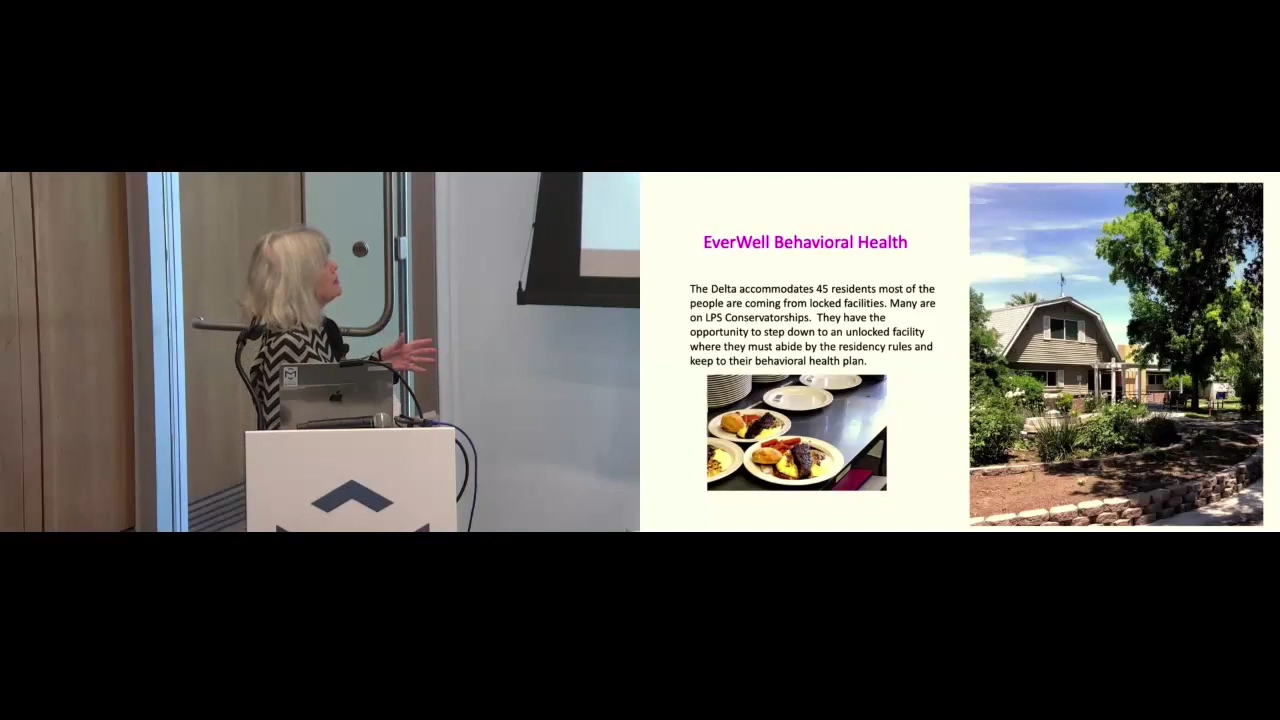 EverWell Behavioral Health
The Delta accommodates 45 residents most of the
people are coming from locked facilities. Many are
on LPS Conservatorships.  They have the
opportunity to step down to an unlocked facility
where they must abide by the residency rules and
keep to their behavioral health plan.